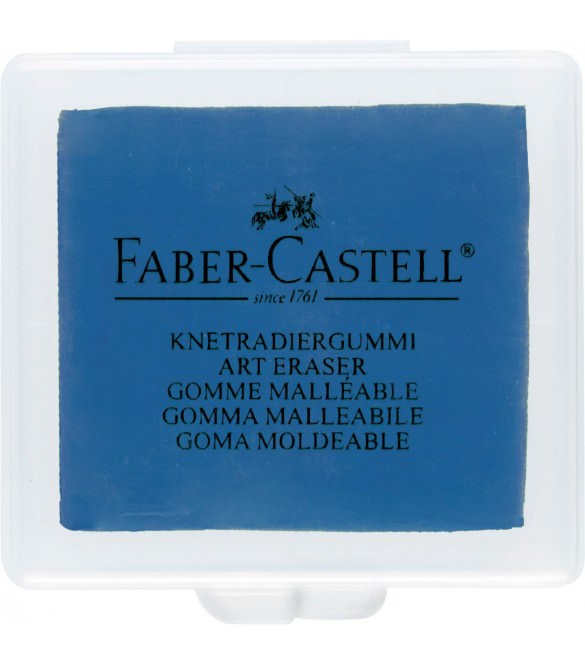 FABER-CASTELL®
since 1761
KNETRADIERGUMMI
ART ERASER
GOMME MALLÉABLE
GOMMA MALLEABILE
GOMA MOLDEABLE